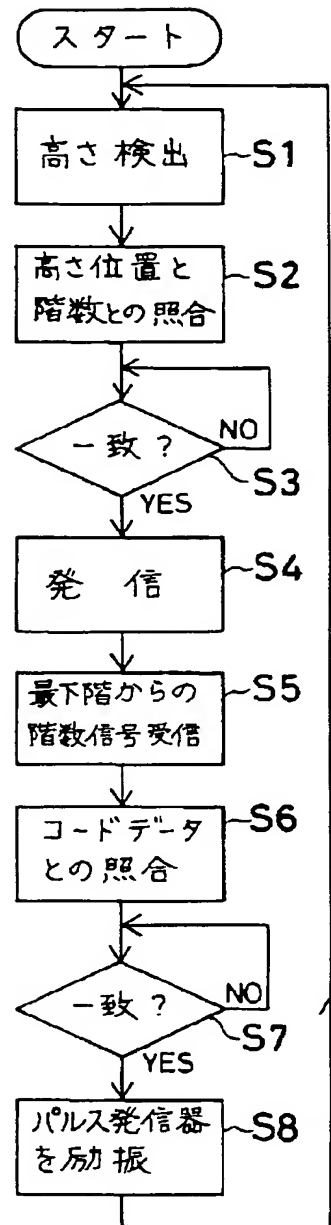 スタート
高さ検出
S1
高さ位置と
階数との照合
S2
一致?
NO
S3
YES
発 信
S4
最下階からの
階数信号受信
S5
コードデータ
との照合
S6
一致?
NO
S7
YES
パルス発信器
を励振
S8